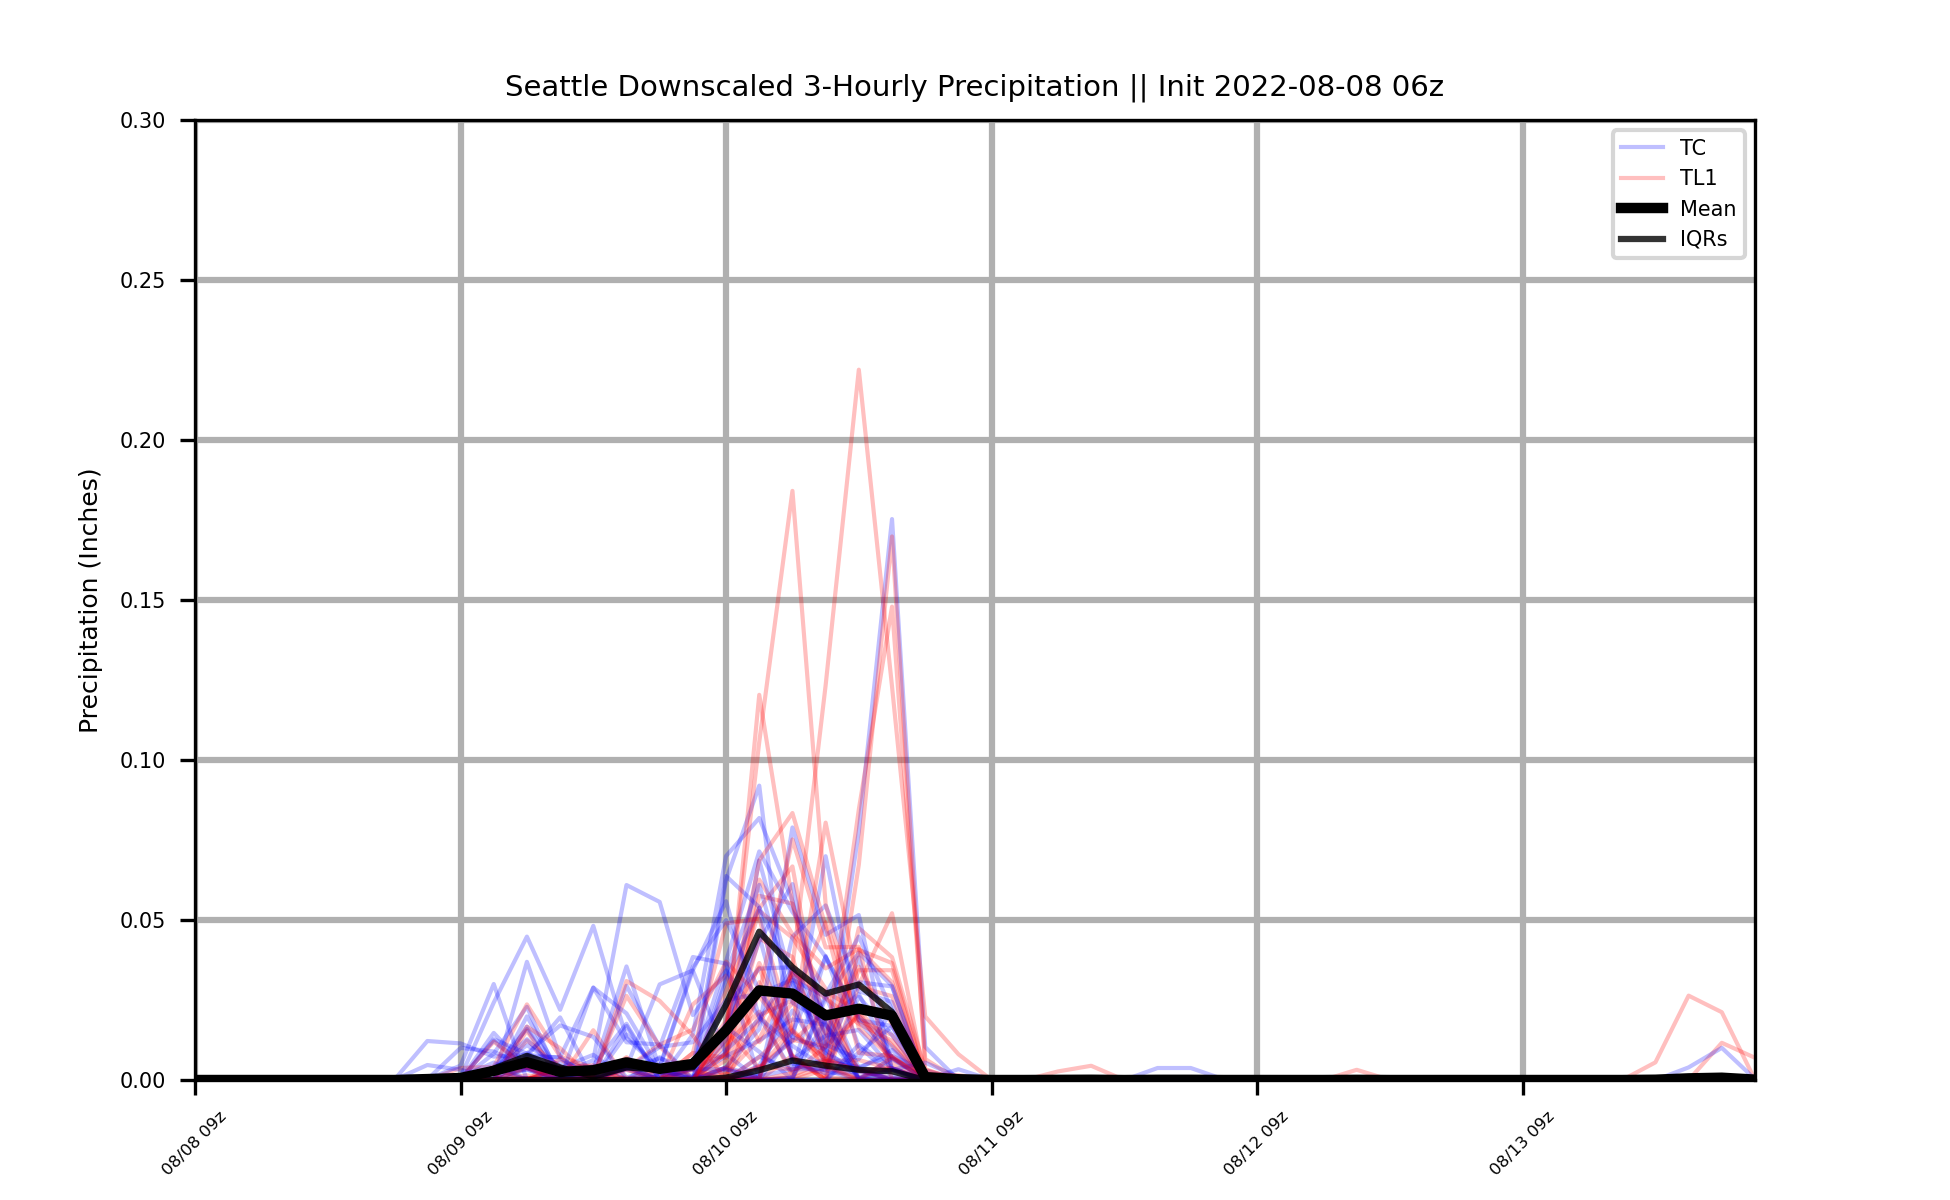 Seattle Downscaled 3-Hourly Precipitation || Init 2022-08-08 06z
0.30
0.25
0.20
0.15
0.10
0.05
0.00
Precipitation (Inches)
TC
TL1
Mean
IQRs
08/08 09z
08/09 09z
08/10 09z
08/11 09z
08/12 09z
08/13 09z